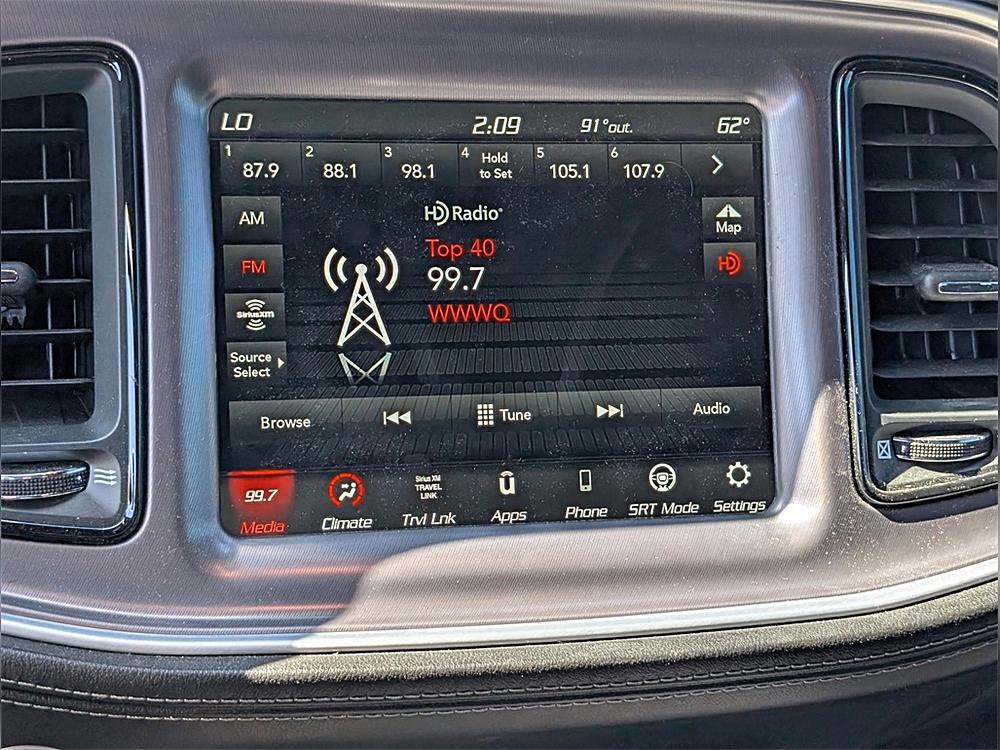 LO 2:09 91°out. 62°
1 87.9 2 88.1 3 98.1 4 Hold to Set 5 105.1 6 107.9 >
AM
HD Radio
Map
Top 40
FM
99.7
HD
SiriusXM
WWWQ
Source
Select
Browse Tune Audio
99.7
Media
Climate
SiriusXM
TRAVEL
LINK
Trvl Lnk
û
Apps
Phone
SRT Mode
Settings